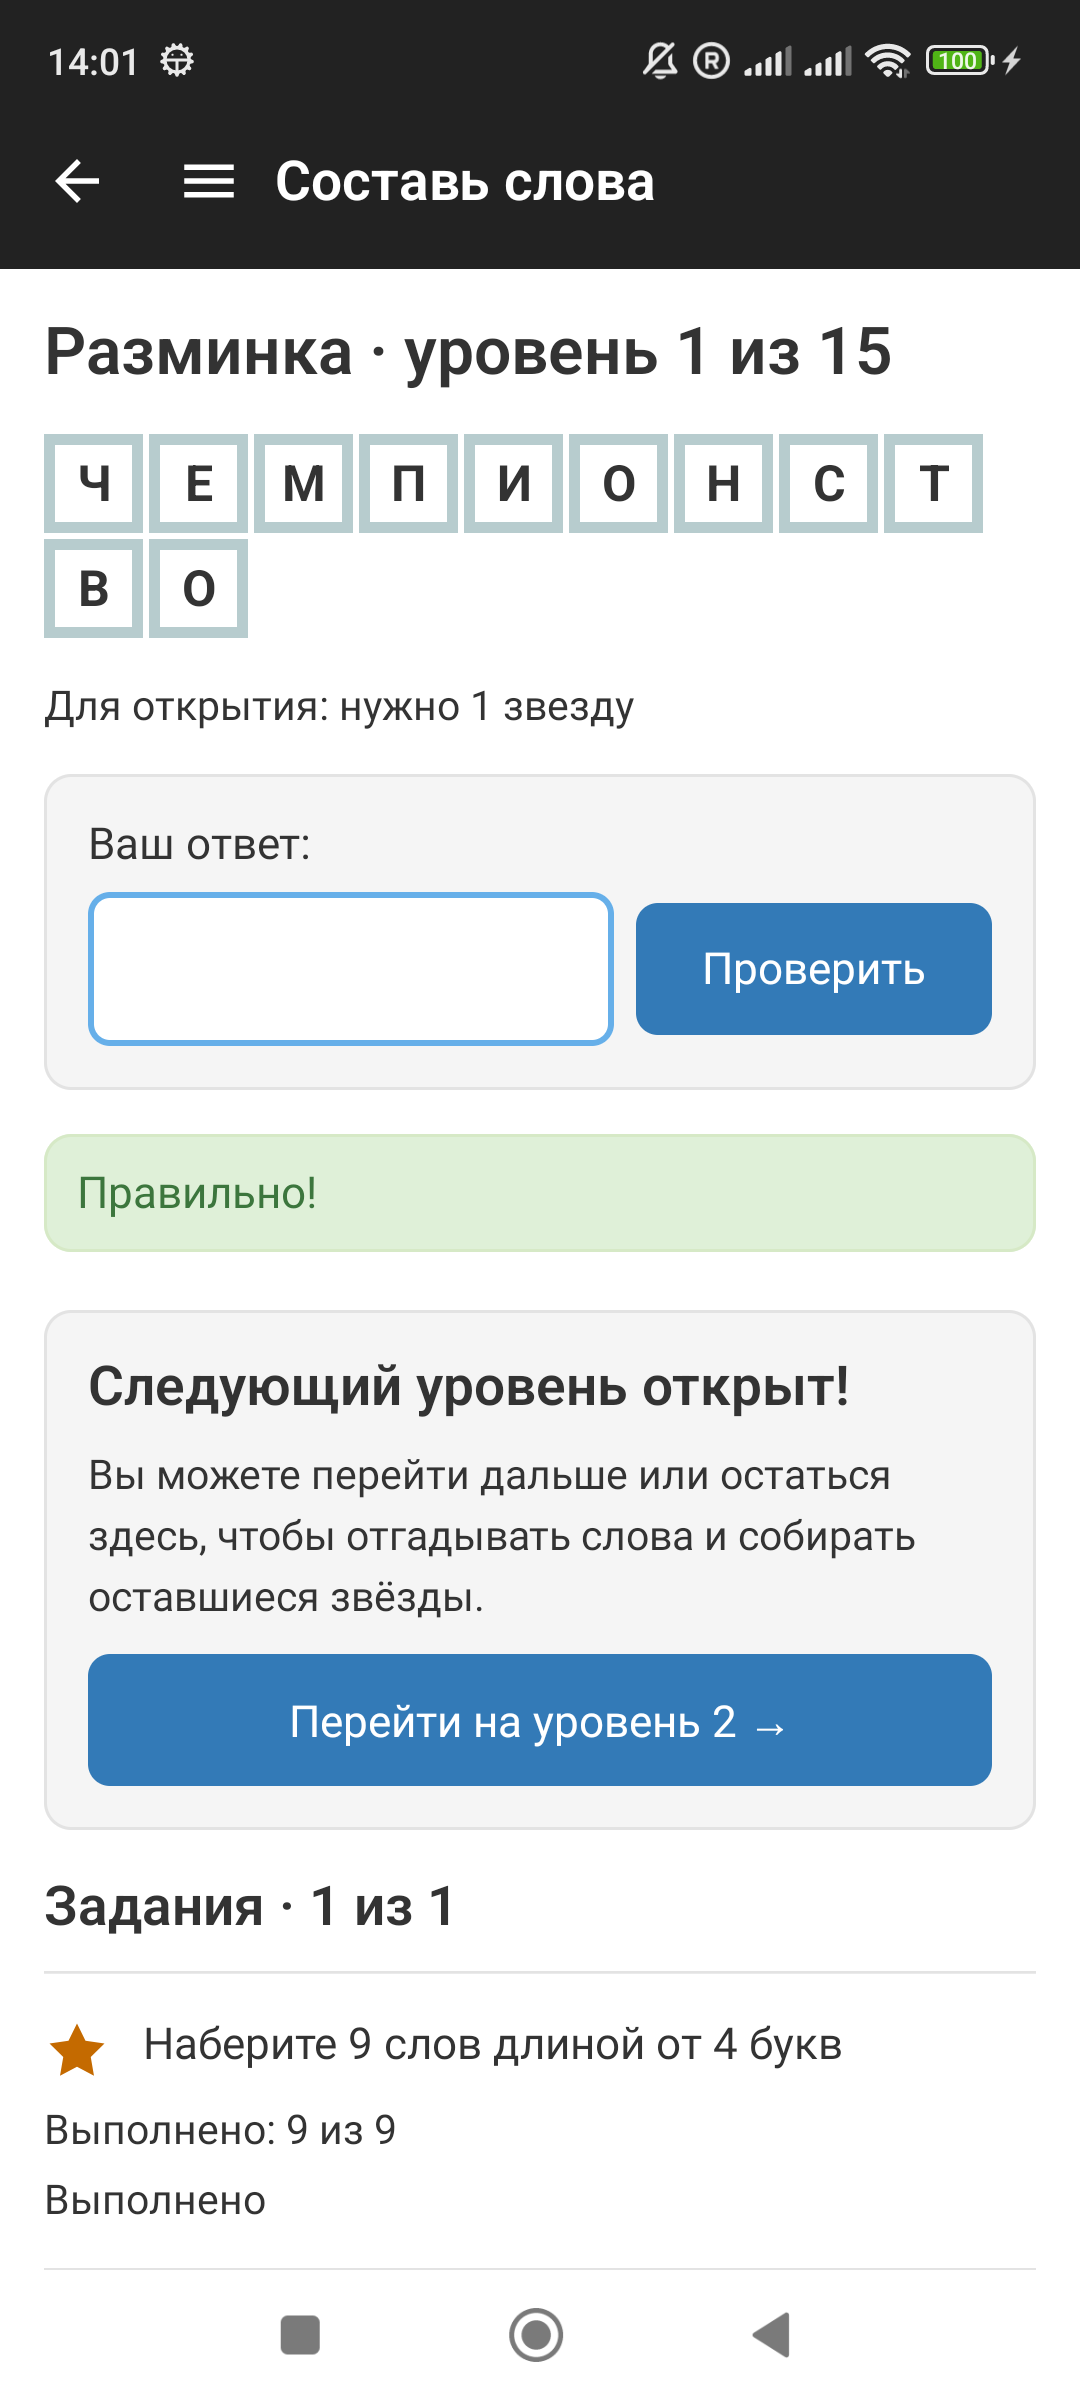 14:01
100
Составь слова
Разминка · уровень 1 из 15
Ч Е М П И О Н С Т
В О
Для открытия: нужно 1 звезду
Ваш ответ:
Проверить
Правильно!
Следующий уровень открыт!
Вы можете перейти дальше или остаться
здесь, чтобы отгадывать слова и собирать
оставшиеся звёзды.
Перейти на уровень 2 →
Задания · 1 из 1
Наберите 9 слов длиной от 4 букв
Выполнено: 9 из 9
Выполнено